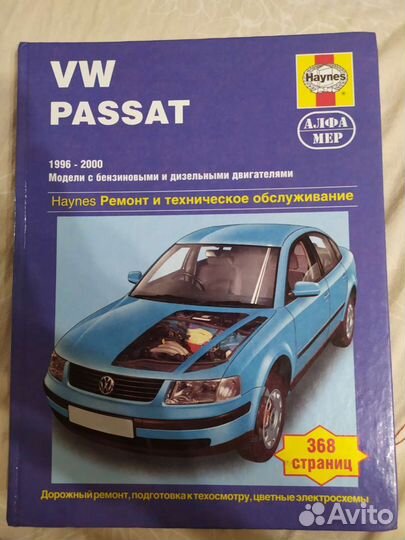 VW
PASSAT
Haynes
АЛФА
МЕР
1996 - 2000
Модели с бензиновыми и дизельными двигателями
Haynes Ремонт и техническое обслуживание
368
страниц
Дорожный ремонт, подготовка к техосмотру, цветные электросхемы
Avito